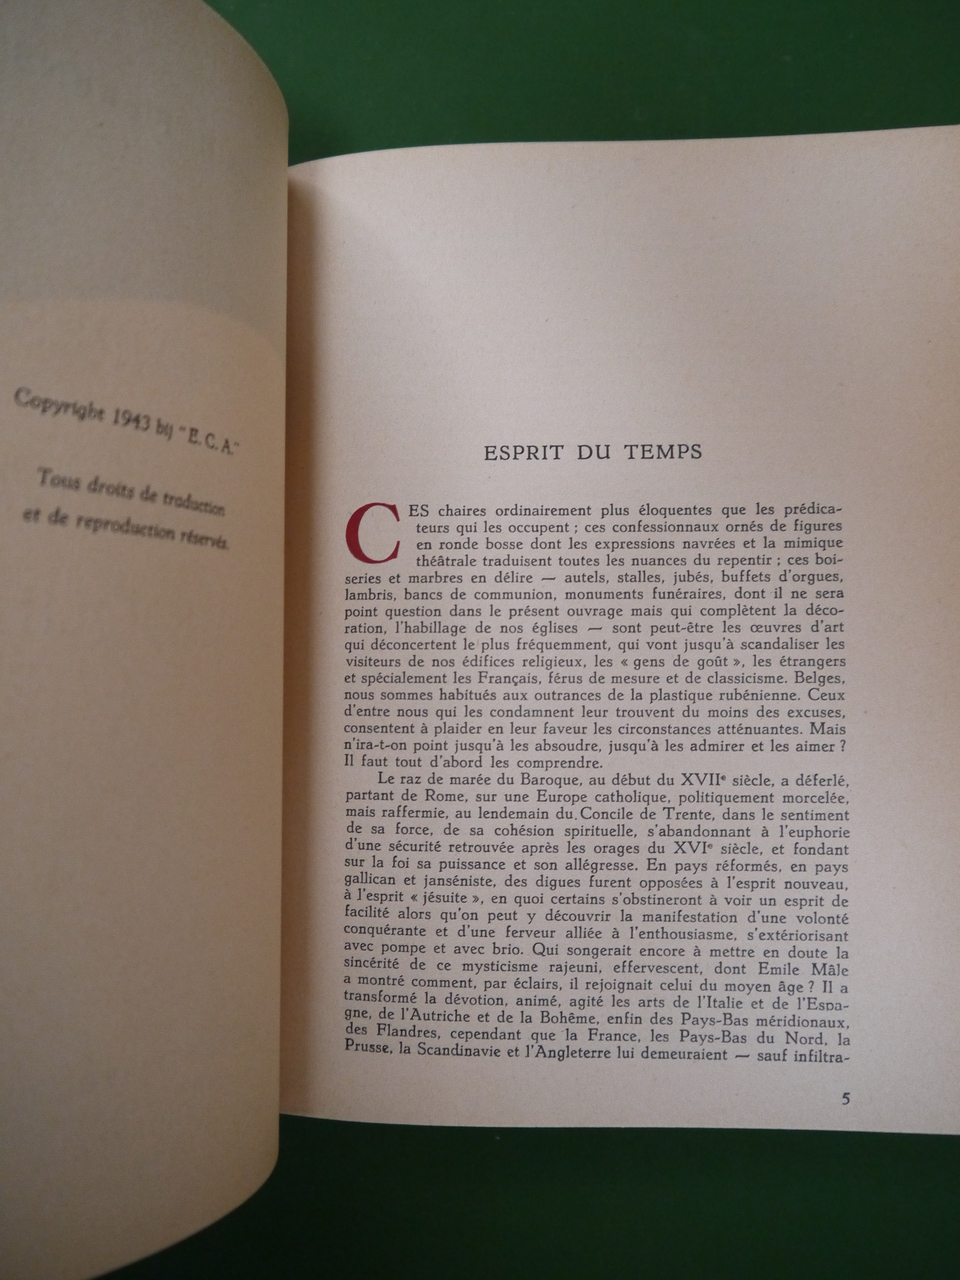 Copyright 1943 bij "E.C.A."
Tous droits de traduction
et de reproduction réservés.
ESPRIT DU TEMPS
CES chaires ordinairement plus éloquentes que les prédica-
teurs qui les occupent ; ces confessionnaux ornés de figures
en ronde bosse dont les expressions navrées et la mimique
théâtrale traduisent toutes les nuances du repentir ; ces boi-
series et marbres en délire — autels, stalles, jubés, buffets d'orgues,
lambris, bancs de communion, monuments funéraires, dont il ne sera
point question dans le présent ouvrage mais qui complètent la déco-
ration, l'habillage de nos églises — sont peut-être les œuvres d'art
qui déconcertent le plus fréquemment, qui vont jusqu'à scandaliser les
visiteurs de nos édifices religieux, les « gens de goût », les étrangers
et spécialement les Français, férus de mesure et de classicisme. Belges,
nous sommes habitués aux outrances de la plastique rubénienne. Ceux
d'entre nous qui les condamnent leur trouvent du moins des excuses,
consentent à plaider en leur faveur les circonstances atténuantes. Mais
n'ira-t-on point jusqu'à les absoudre, jusqu'à les admirer et les aimer ?
Il faut tout d'abord les comprendre.
Le raz de marée du Baroque, au début du XVIIe siècle, a déferlé,
partant de Rome, sur une Europe catholique, politiquement morcelée,
mais raffermie, au lendemain du Concile de Trente, dans le sentiment
de sa force, de sa cohésion spirituelle, s'abandonnant à l'euphorie
d'une sécurité retrouvée après les orages du XVIe siècle, et fondant
sur la foi sa puissance et son allégresse. En pays réformés, en pays
gallican et janséniste, des digues furent opposées à l'esprit nouveau,
à l'esprit « jésuite », en quoi certains s'obstineront à voir un esprit de
facilité alors qu'on peut y découvrir la manifestation d'une volonté
conquérante et d'une ferveur alliée à l'enthousiasme, s'extériorisant
avec pompe et avec brio. Qui songerait encore à mettre en doute la
sincérité de ce mysticisme rajeuni, effervescent, dont Emile Mâle
a montré comment, par éclairs, il rejoignait celui du moyen âge ? Il a
transformé la dévotion, animé, agité les arts de l'Italie et de l'Espa-
gne, de l'Autriche et de la Bohême, enfin des Pays-Bas méridionaux,
des Flandres, cependant que la France, les Pays-Bas du Nord, la
Prusse, la Scandinavie et l'Angleterre lui demeuraient — sauf infiltra-
5